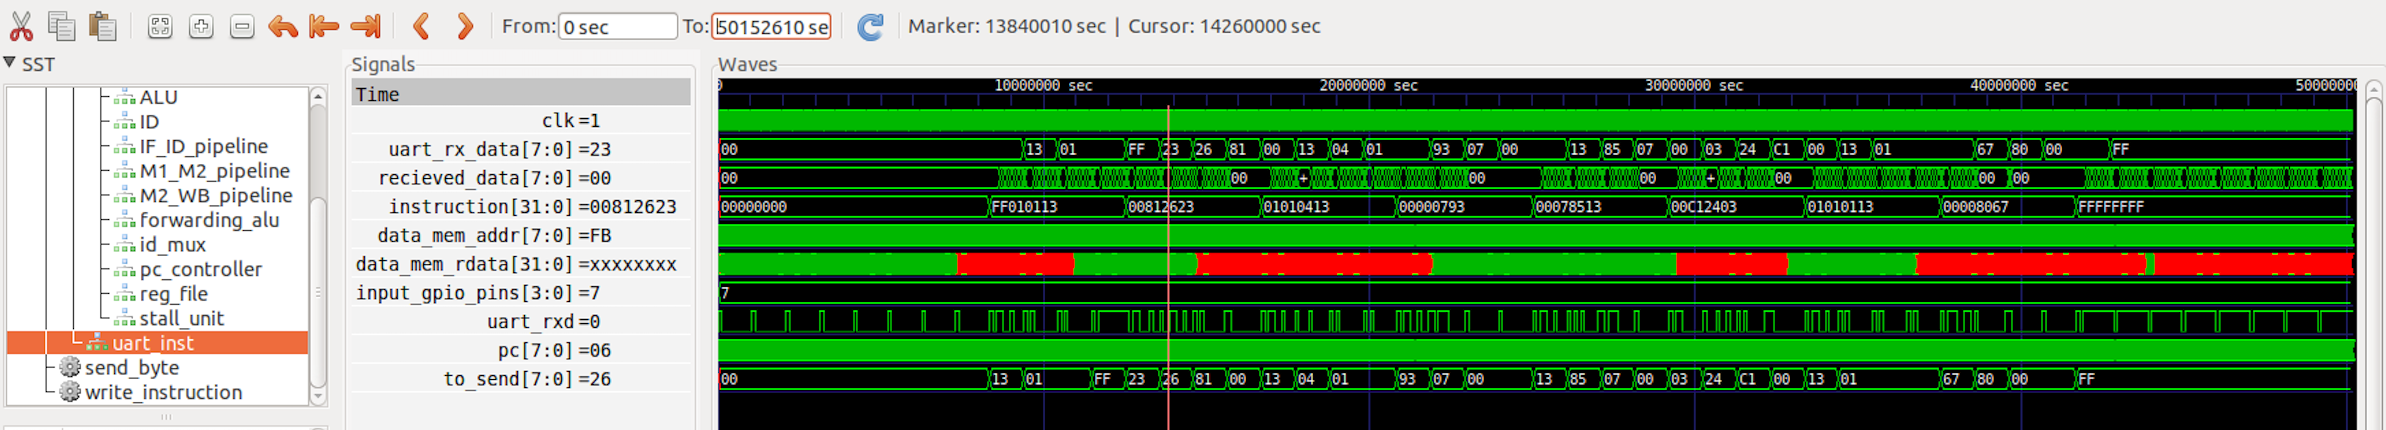 From: 0 sec To: 50152610 se Marker: 13840010 sec | Cursor: 14260000 sec
SST
ALU
ID
IF_ID_pipeline
M1_M2_pipeline
M2_WB_pipeline
forwarding_alu
id_mux
pc_controller
reg_file
stall_unit
uart_inst
send_byte
write_instruction
Signals
Time
clk =1
uart_rx_data[7:0] =23
recieved_data[7:0] =00
instruction[31:0] =00812623
data_mem_addr[7:0] =FB
data_mem_rdata[31:0] =xxxxxxxx
input_gpio_pins[3:0] =7
uart_rxd =0
pc[7:0] =06
to_send[7:0] =26
Waves
0 10000000 sec 20000000 sec 30000000 sec 40000000 sec 5000000
00 13 01 FF 23 26 81 00 13 04 01 93 07 00 13 85 07 00 03 24 C1 00 13 01 67 80 00 FF
00 00 + 00 00 + 00 00 00
00000000 FF010113 00812623 01010413 00000793 00078513 00C12403 01010113 00008067 FFFFFFFF
7
00 13 01 FF 23 26 81 00 13 04 01 93 07 00 13 85 07 00 03 24 C1 00 13 01 67 80 00 FF